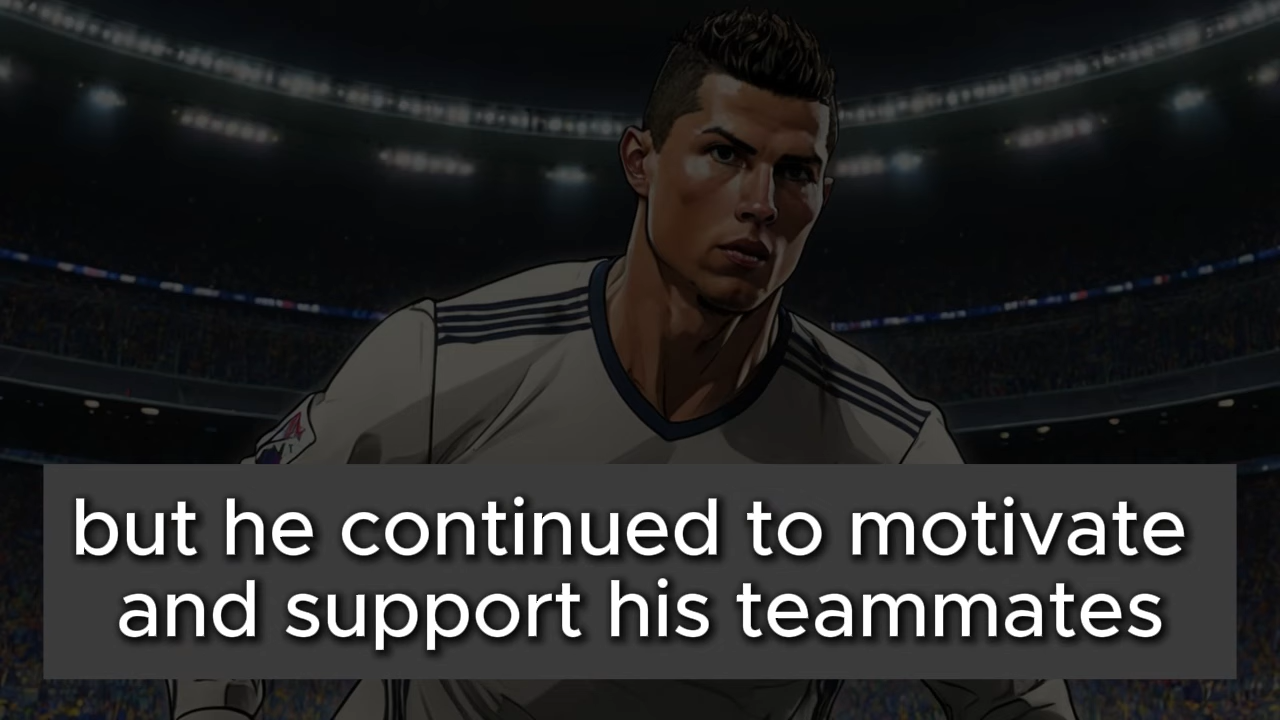 but he continued to motivate
and support his teammates